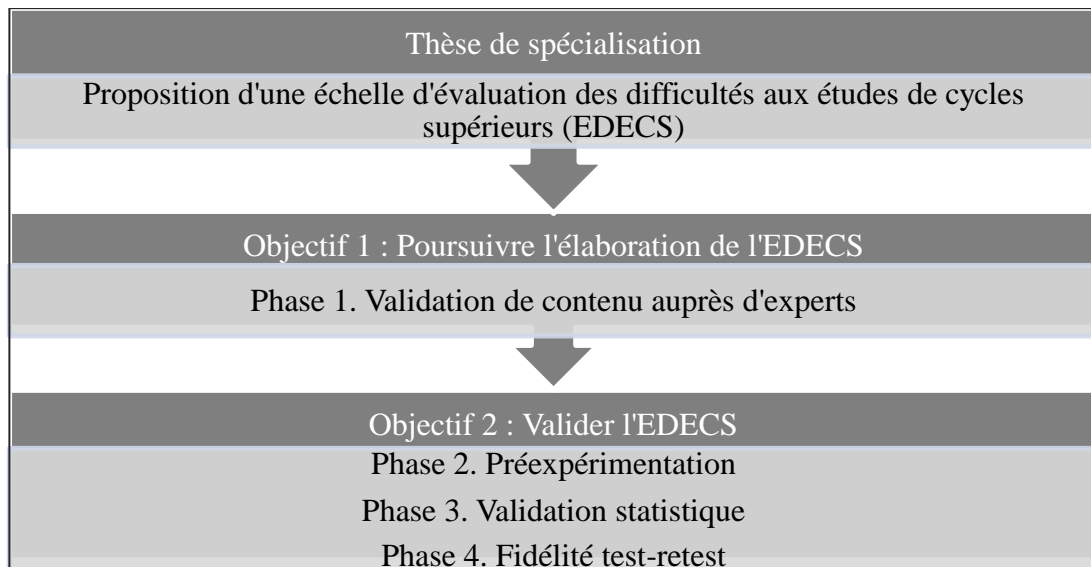 Thèse de spécialisation
Proposition d'une échelle d'évaluation des difficultés aux études de cycles
supérieurs (EDECS)
Objectif 1 : Poursuivre l'élaboration de l'EDECS
Phase 1. Validation de contenu auprès d'experts
Objectif 2 : Valider l'EDECS
Phase 2. Préexpérimentation
Phase 3. Validation statistique
Phase 4. Fidélité test-retest